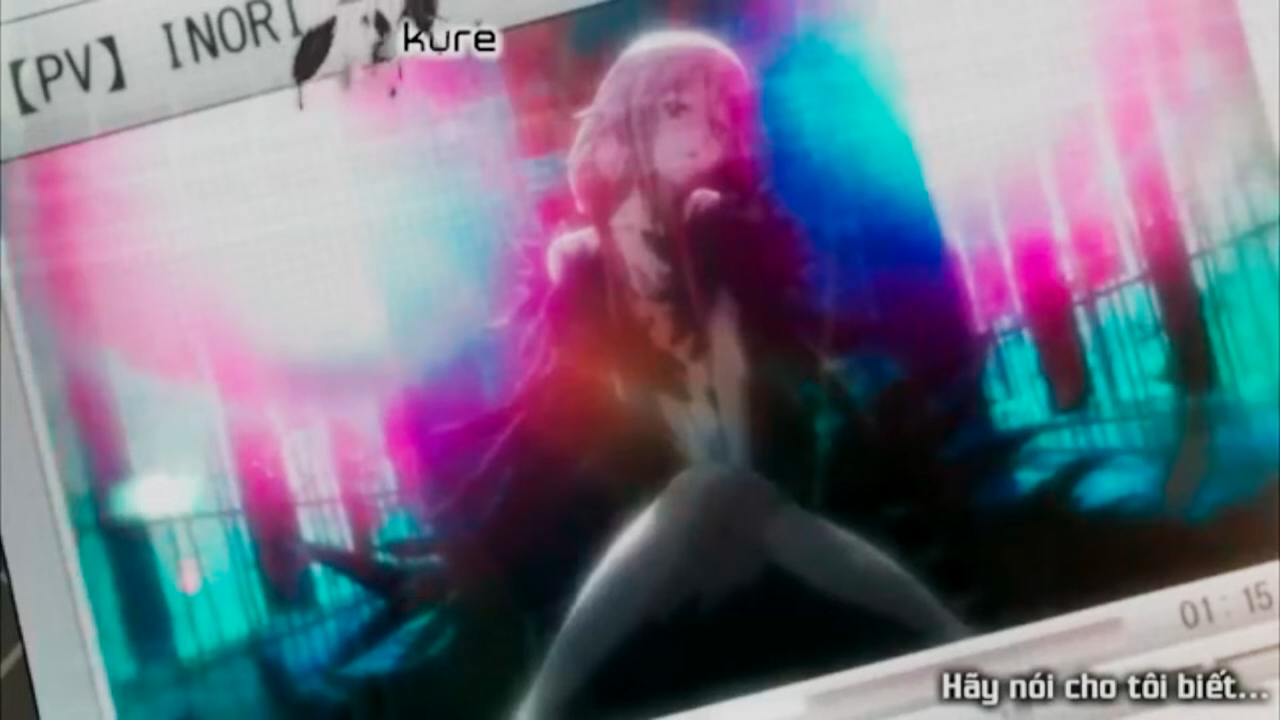 【PV】 INORI
kure
01:15
Hãy nói cho tôi biết...